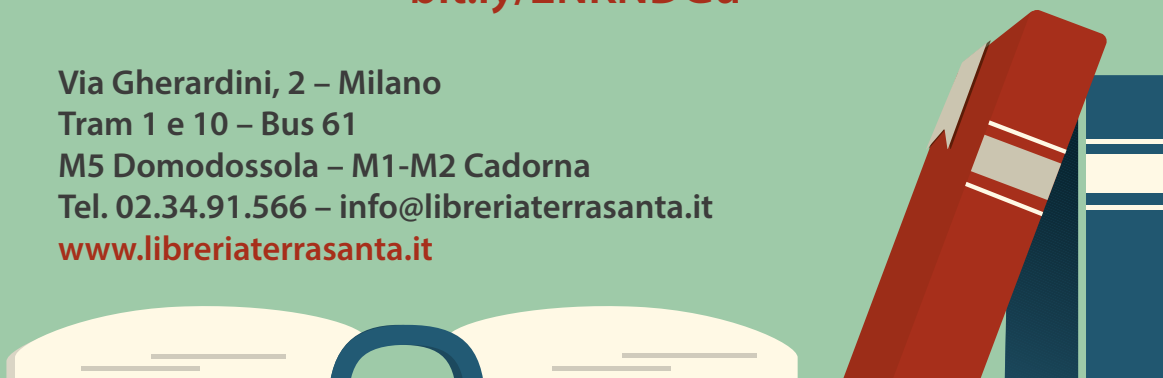 Via Gherardini, 2 – Milano
Tram 1 e 10 – Bus 61
M5 Domodossola – M1-M2 Cadorna
Tel. 02.34.91.566 – info@libreriaterrasanta.it
www.libreriaterrasanta.it